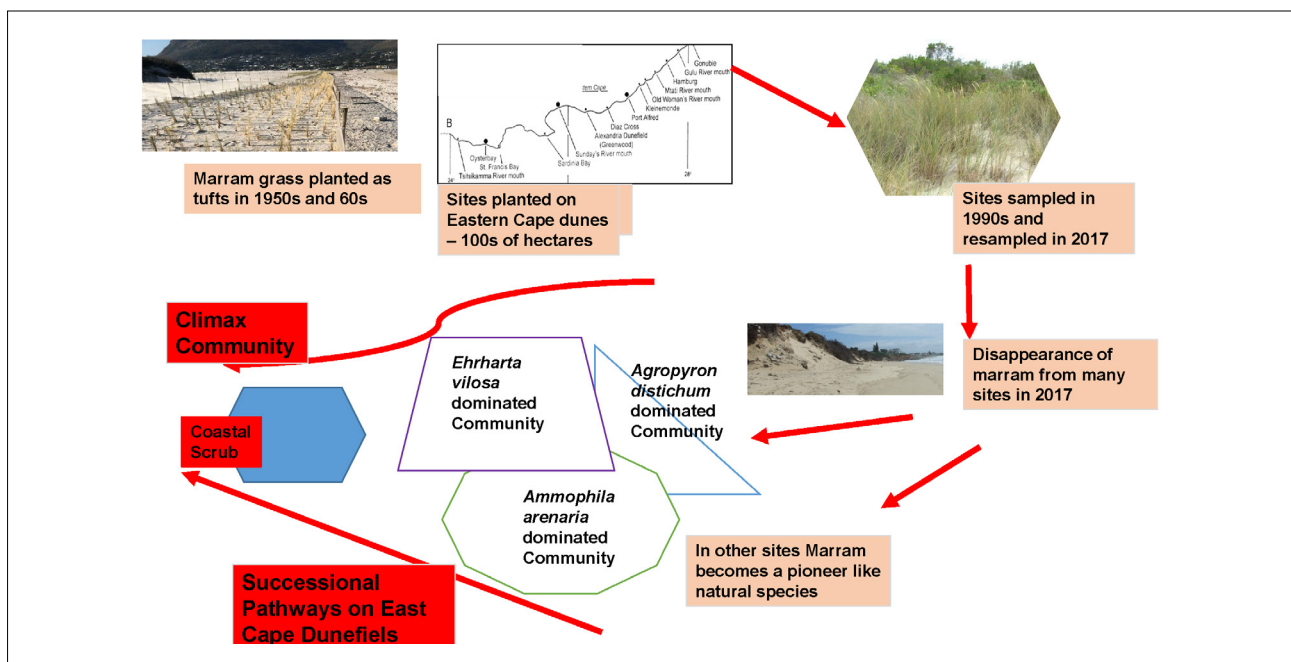 Marram grass planted as
tufts in 1950s and 60s
Item Cape
B
Gonubie
Gulu River mouth
Hamburg
Mtati River mouth
Old Woman's River mouth
Kleinemonde
Port Alfred
Diaz Cross
Alexandria Dunefield
(Greenwood)
Sunday's River mouth
Sardinia Bay
Oysterbay
St. Francis Bay
Tsitsikamma River mouth
24'
28'
Sites planted on
Eastern Cape dunes
– 100s of hectares
Sites sampled in
1990s and
resampled in 2017
Disappearance of
marram from many
sites in 2017
Climax
Community
Coastal
Scrub
Ehrharta
vilosa
dominated
Community
Agropyron
distichum
dominated
Community
Ammophila
arenaria
dominated
Community
In other sites Marram
becomes a pioneer like
natural species
Successional
Pathways on East
Cape Dunefiels